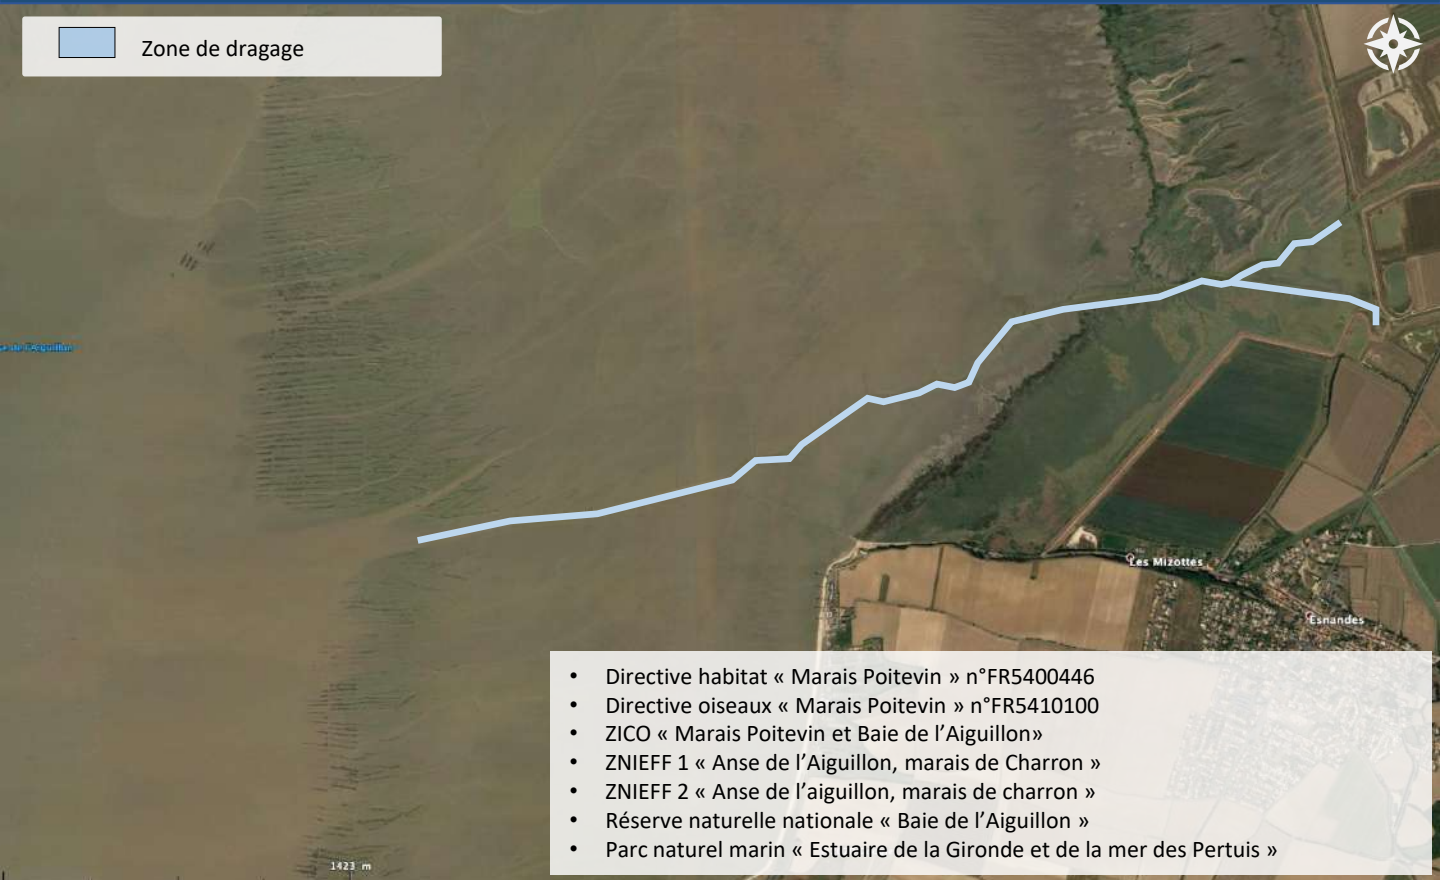 Zone de dragage
Les Mizottes
Esnandes
• Directive habitat « Marais Poitevin » n°FR5400446
• Directive oiseaux « Marais Poitevin » n°FR5410100
• ZICO « Marais Poitevin et Baie de l’Aiguillon»
• ZNIEFF 1 « Anse de l’Aiguillon, marais de Charron »
• ZNIEFF 2 « Anse de l’aiguillon, marais de charron »
• Réserve naturelle nationale « Baie de l’Aiguillon »
• Parc naturel marin « Estuaire de la Gironde et de la mer des Pertuis »
1423 m